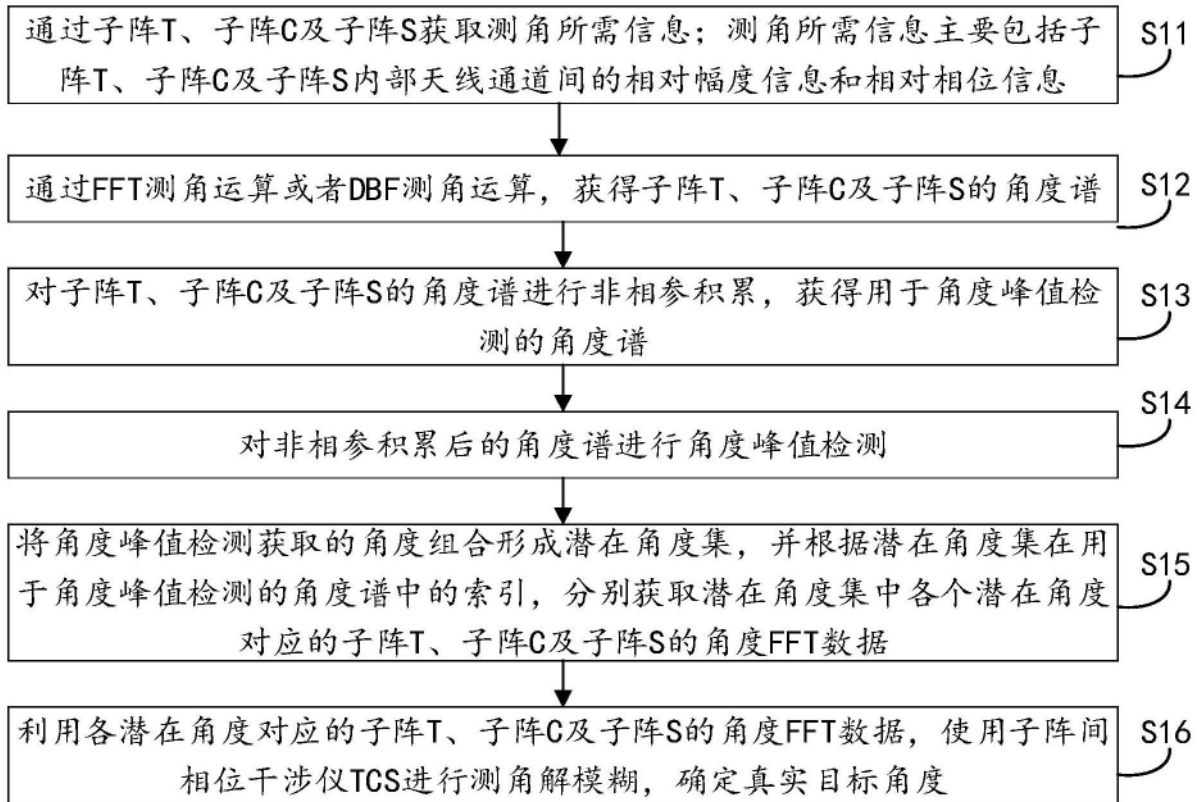 通过子阵T、子阵C及子阵S获取测角所需信息；测角所需信息主要包括子
阵T、子阵C及子阵S内部天线通道间的相对幅度信息和相对相位信息
S11
通过FFT测角运算或者DBF测角运算，获得子阵T、子阵C及子阵S的角度谱
S12
对子阵T、子阵C及子阵S的角度谱进行非相参积累，获得用于角度峰值检
测的角度谱
S13
对非相参积累后的角度谱进行角度峰值检测
S14
将角度峰值检测获取的角度组合形成潜在角度集，并根据潜在角度集在用
于角度峰值检测的角度谱中的索引，分别获取潜在角度集中各个潜在角度
对应的子阵T、子阵C及子阵S的角度FFT数据
S15
利用各潜在角度对应的子阵T、子阵C及子阵S的角度FFT数据，使用子阵间
相位干涉仪TCS进行测角解模糊，确定真实目标角度
S16